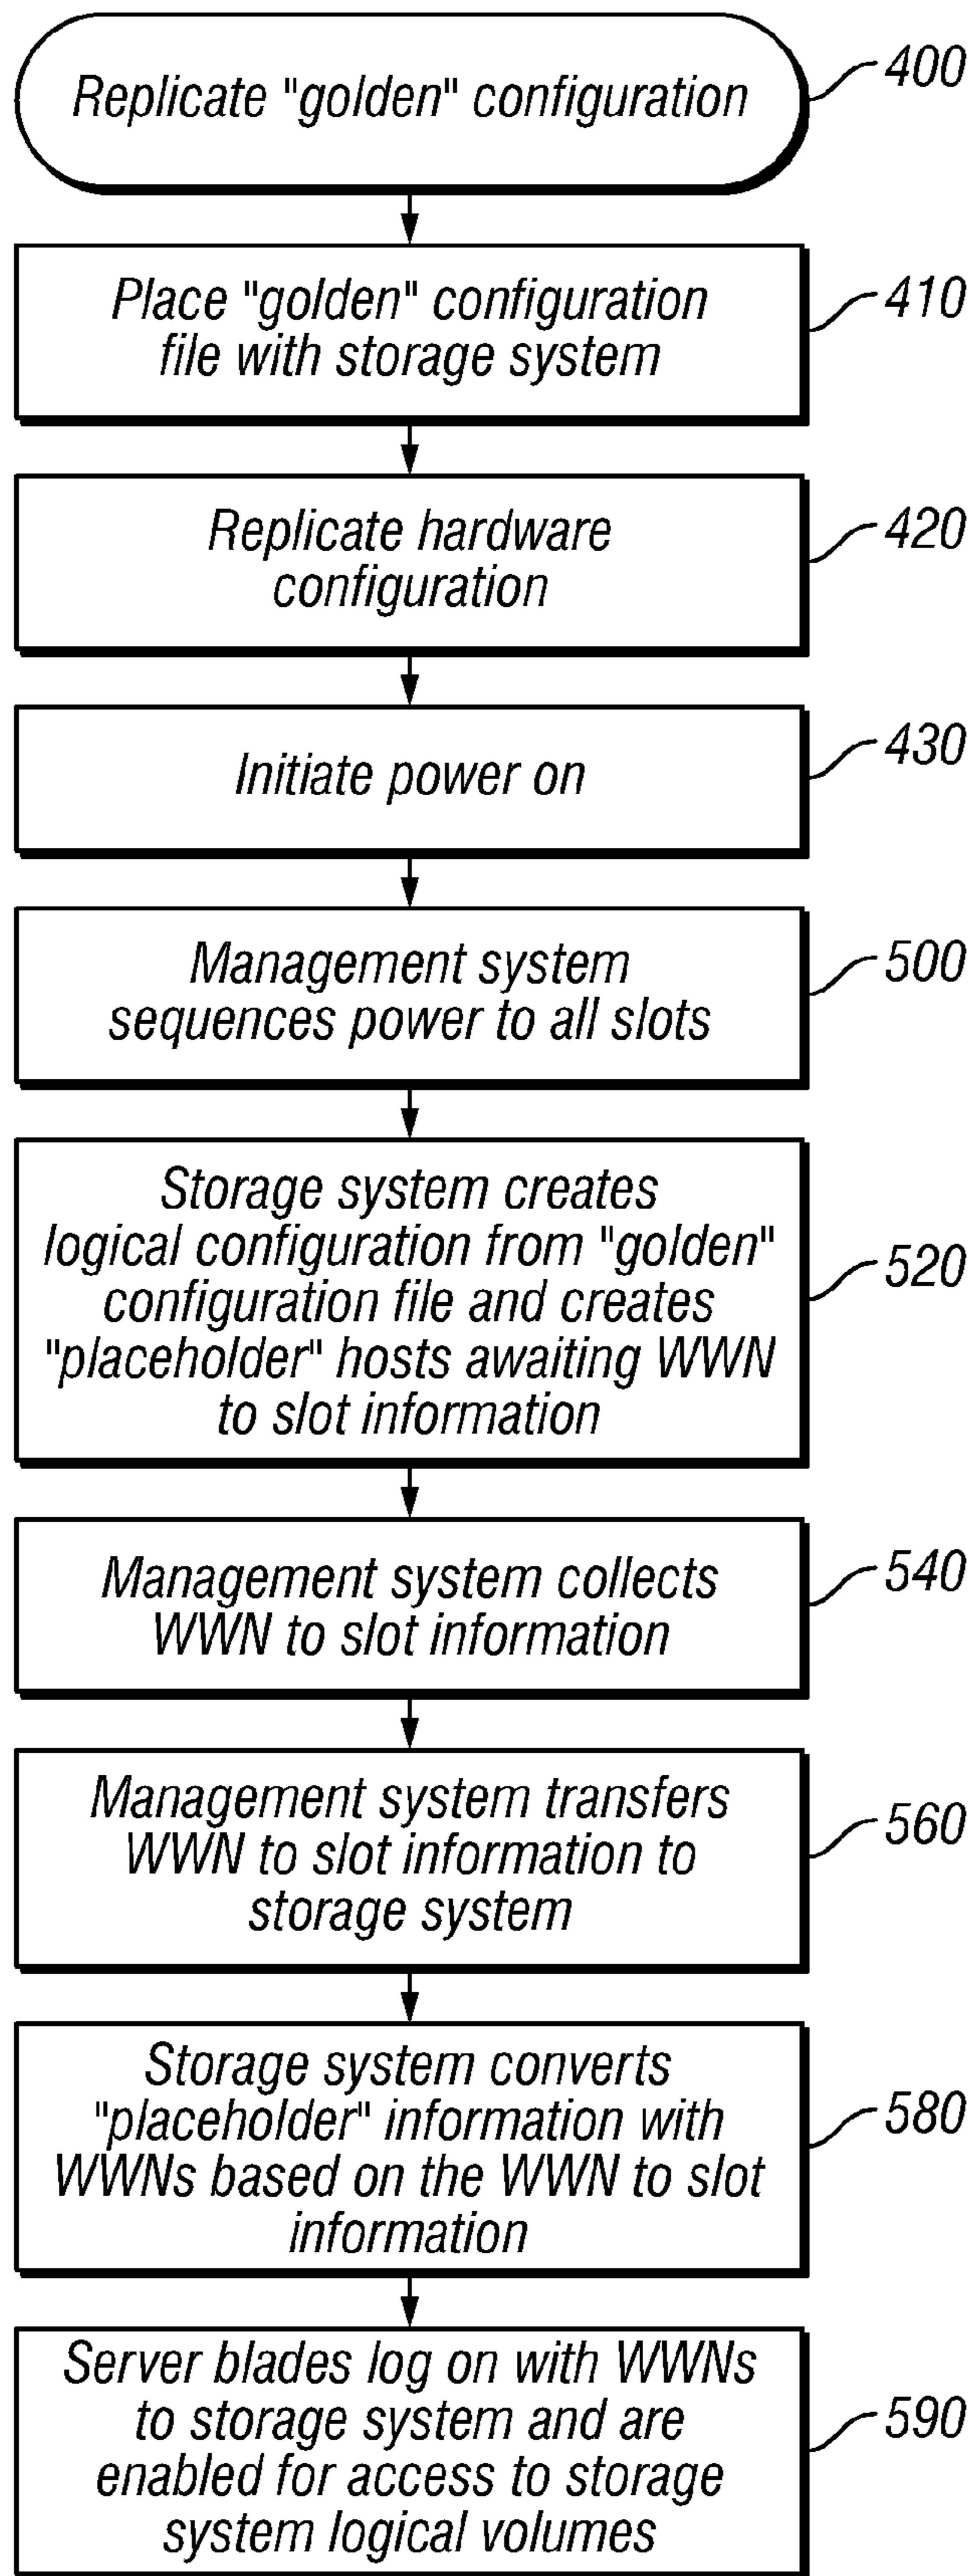 Replicate "golden" configuration
400
Place "golden" configuration
file with storage system
410
Replicate hardware
configuration
420
Initiate power on
430
Management system
sequences power to all slots
500
Storage system creates
logical configuration from "golden"
configuration file and creates
"placeholder" hosts awaiting WWN
to slot information
520
Management system collects
WWN to slot information
540
Management system transfers
WWN to slot information to
storage system
560
Storage system converts
"placeholder" information with
WWNs based on the WWN to slot
information
580
Server blades log on with WWNs
to storage system and are
enabled for access to storage
system logical volumes
590